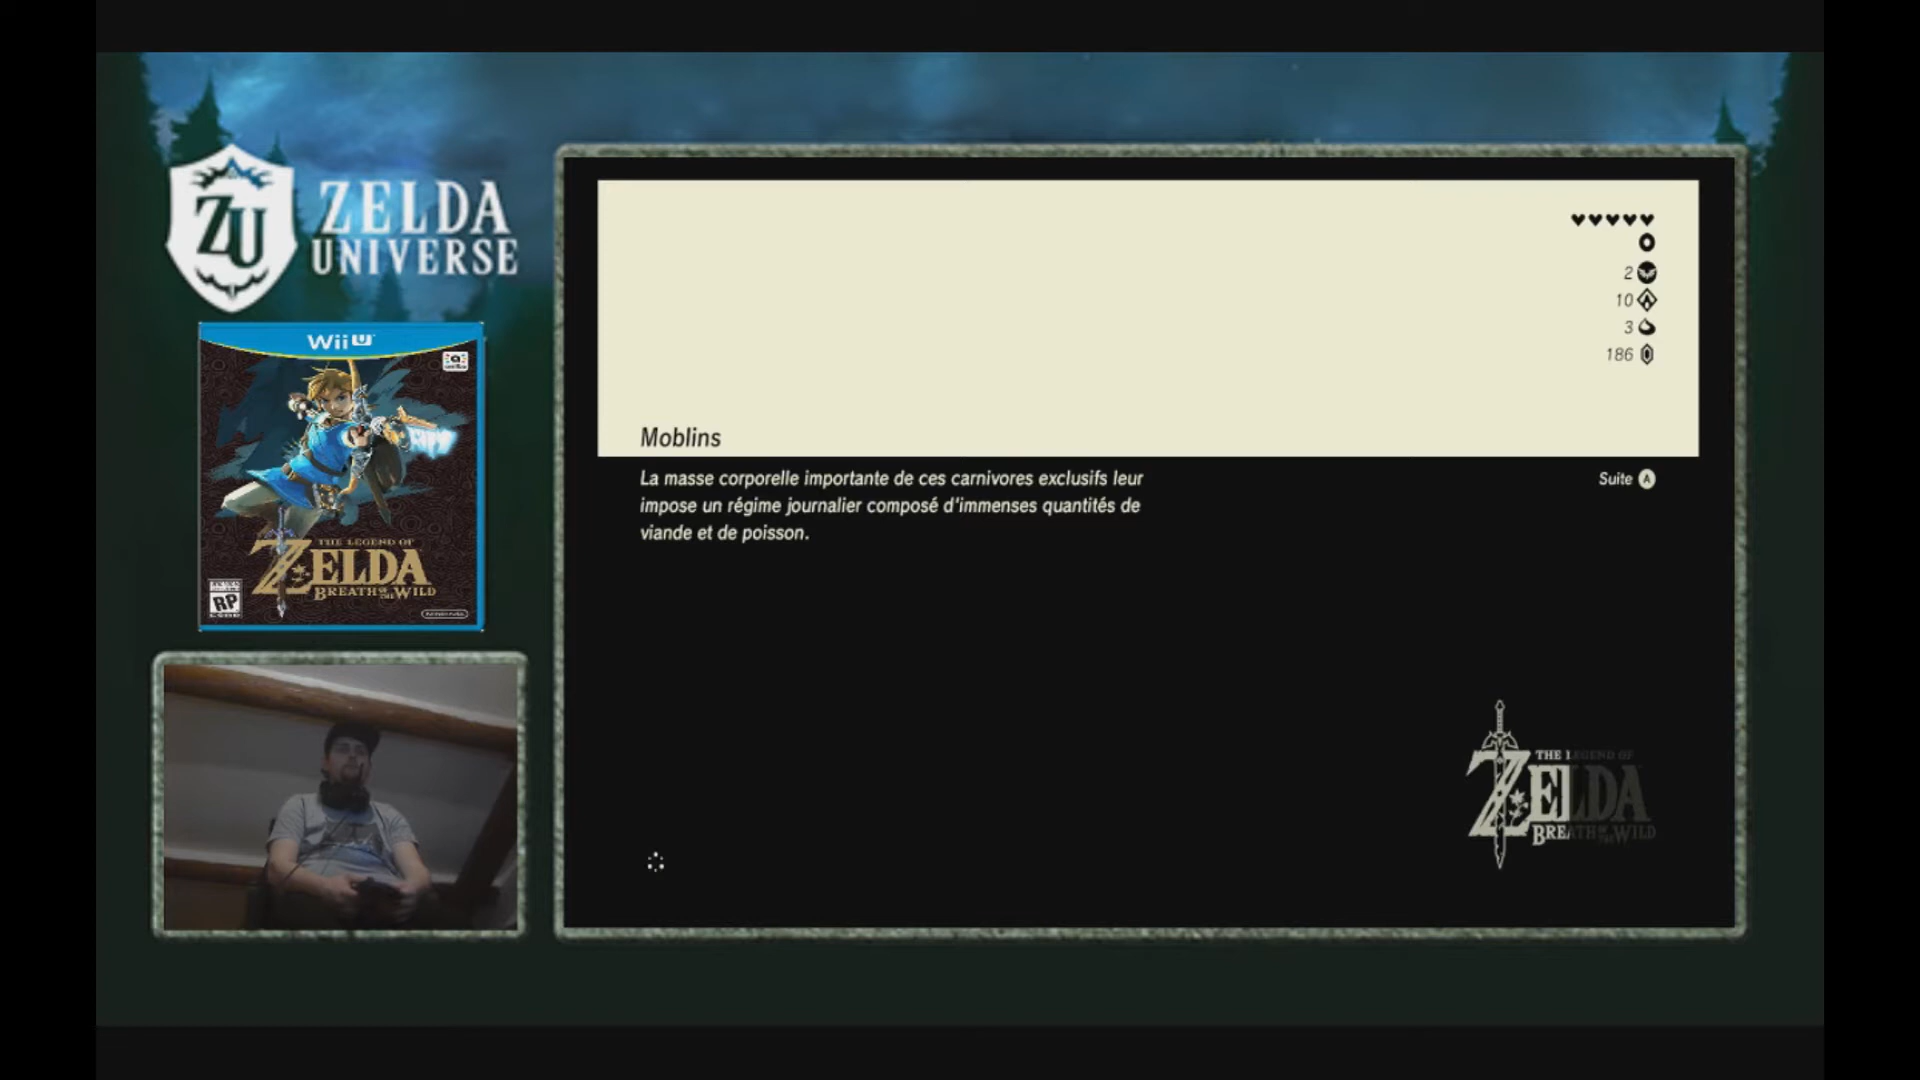 ZU
ZELDA
UNIVERSE
Wii U
THE LEGEND OF
ZELDA
BREATH OF THE WILD
RP
2
10
3
186
Moblins
La masse corporelle importante de ces carnivores exclusifs leur
impose un régime journalier composé d'immenses quantités de
viande et de poisson.
Suite A
THE LEGEND OF
ZELDA
BREATH OF THE WILD